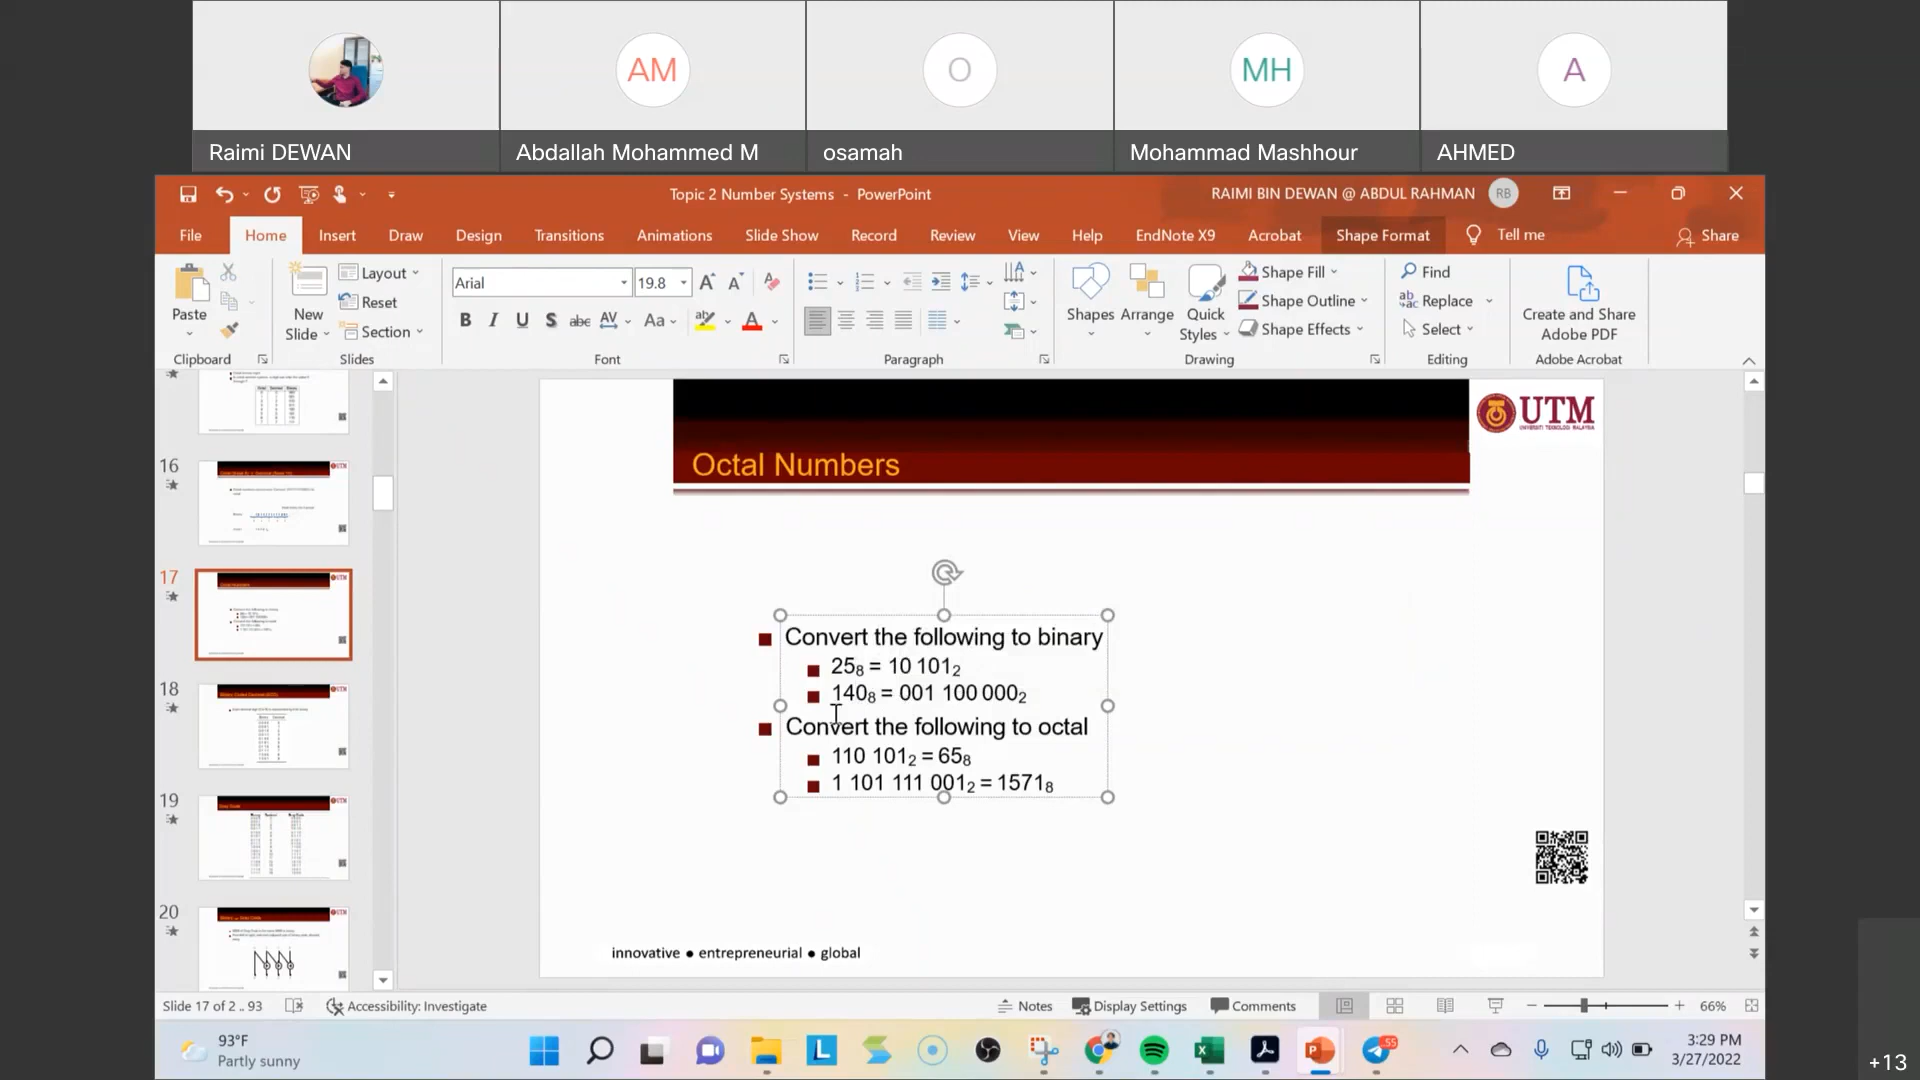 AM
O
MH
A
Raimi DEWAN
Abdallah Mohammed M
osamah
Mohammad Mashhour
AHMED
Topic 2 Number Systems - PowerPoint
RAIMI BIN DEWAN @ ABDUL RAHMAN
RB
File
Home
Insert
Draw
Design
Transitions
Animations
Slide Show
Record
Review
View
Help
EndNote X9
Acrobat
Shape Format
Tell me
Share
Paste
Clipboard
New
Slide
Layout
Reset
Section
Slides
Arial
19.8
Font
Paragraph
Shapes
Arrange
Quick
Styles
Shape Fill
Shape Outline
Shape Effects
Drawing
Find
Replace
Select
Editing
Create and Share
Adobe PDF
Adobe Acrobat
16
17
18
19
20
UTM
UNIVERSITI TEKNOLOGI MALAYSIA
Octal Numbers
Convert the following to binary
25₈ = 10 101₂
140₈ = 001 100 000₂
Convert the following to octal
110 101₂ = 65₈
1 101 111 001₂ = 1571₈
innovative ● entrepreneurial ● global
Slide 17 of 2 .. 93
Accessibility: Investigate
Notes
Display Settings
Comments
66%
93°F
Partly sunny
55
3:29 PM
3/27/2022
+13